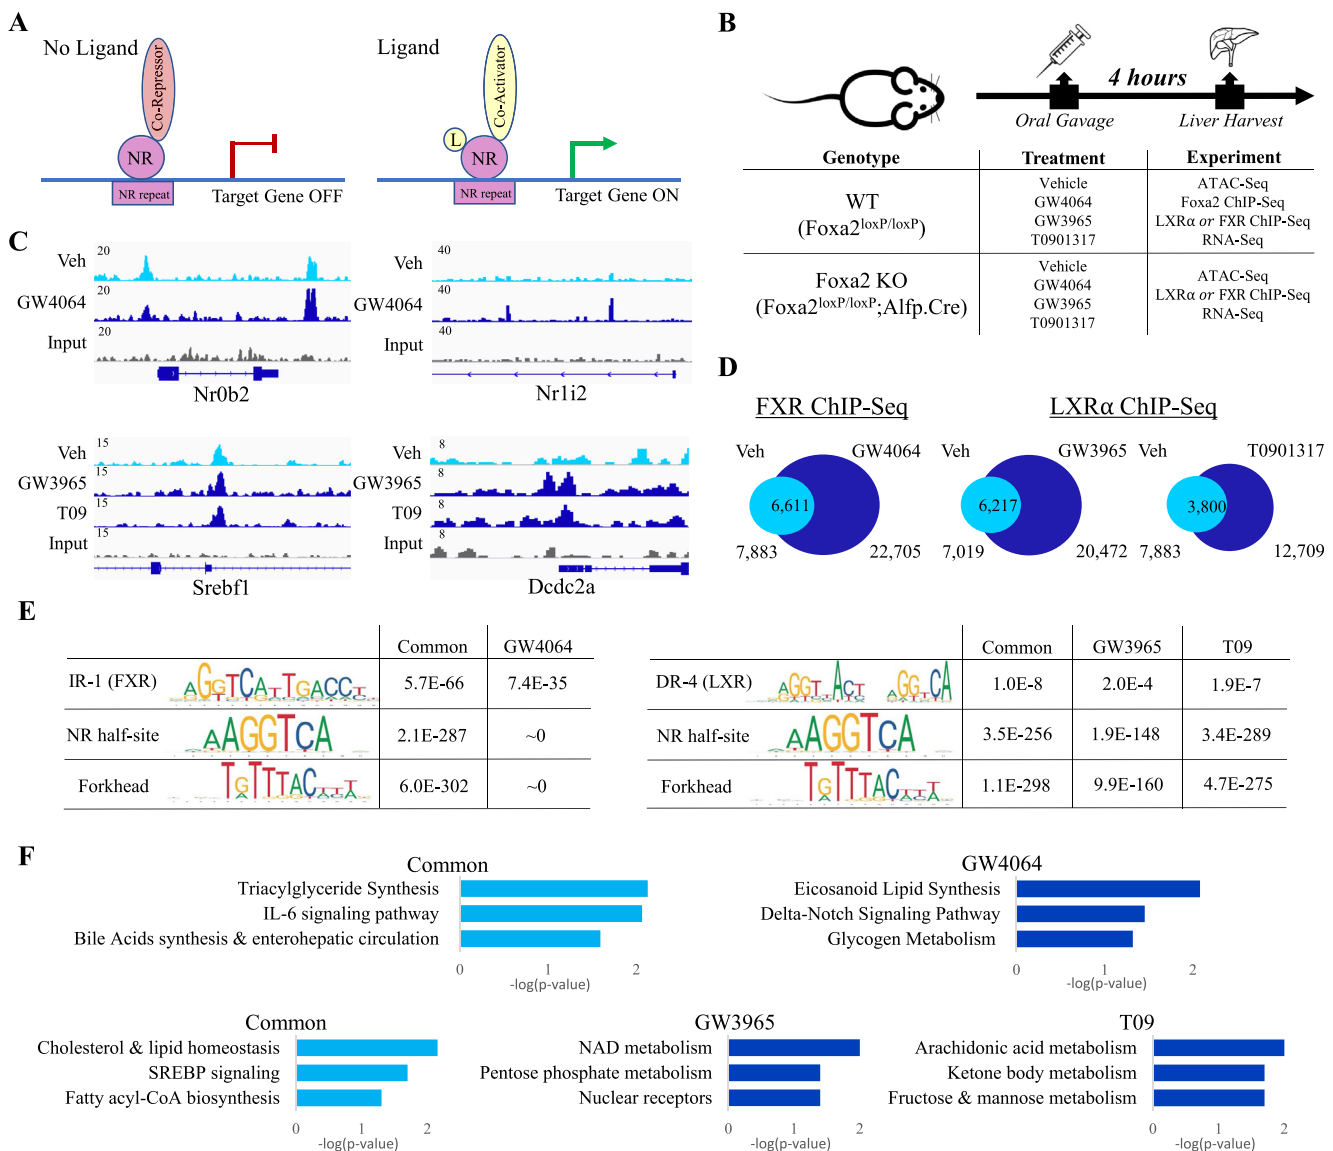 A
No Ligand
Co-Repressor
NR
NR repeat
Target Gene OFF
Ligand
Co-Activator
L
NR
NR repeat
Target Gene ON
B
4 hours
Oral Gavage
Liver Harvest
Genotype Treatment Experiment
WT
(Foxa2loxP/loxP)
Vehicle
GW4064
GW3965
T0901317
ATAC-Seq
Foxa2 ChIP-Seq
LXRα or FXR ChIP-Seq
RNA-Seq
Foxa2 KO
(Foxa2loxP/loxP;Alfp.Cre)
Vehicle
GW4064
GW3965
T0901317
ATAC-Seq
LXRα or FXR ChIP-Seq
RNA-Seq
C
Veh 20
GW4064 20
Input 20
Nr0b2
Veh 40
GW4064 40
Input 40
Nr1i2
Veh 15
GW3965 15
T09 15
Input 15
Srebf1
Veh 8
GW3965 8
T09 8
Input 8
Dcdc2a
D
FXR ChIP-Seq
Veh GW4064
6,611
7,883 22,705
LXRα ChIP-Seq
Veh GW3965
6,217
7,019 20,472
Veh T0901317
3,800
7,883 12,709
E
Common GW4064
IR-1 (FXR) AGGTCATTGACCT 5.7E-66 7.4E-35
NR half-site AAGGTCA 2.1E-287 ~0
Forkhead TGTTTAC 6.0E-302 ~0
Common GW3965 T09
DR-4 (LXR) AGGTTACT AGGTCA 1.0E-8 2.0E-4 1.9E-7
NR half-site AAGGTCA 3.5E-256 1.9E-148 3.4E-289
Forkhead TGTTTAC 1.1E-298 9.9E-160 4.7E-275
F
Common
Triacylglyceride Synthesis
IL-6 signaling pathway
Bile Acids synthesis & enterohepatic circulation
0 1 2
-log(p-value)
GW4064
Eicosanoid Lipid Synthesis
Delta-Notch Signaling Pathway
Glycogen Metabolism
0 1 2
-log(p-value)
Common
Cholesterol & lipid homeostasis
SREBP signaling
Fatty acyl-CoA biosynthesis
0 1 2
-log(p-value)
GW3965
NAD metabolism
Pentose phosphate metabolism
Nuclear receptors
0 1 2
-log(p-value)
T09
Arachidonic acid metabolism
Ketone body metabolism
Fructose & mannose metabolism
0 1 2
-log(p-value)